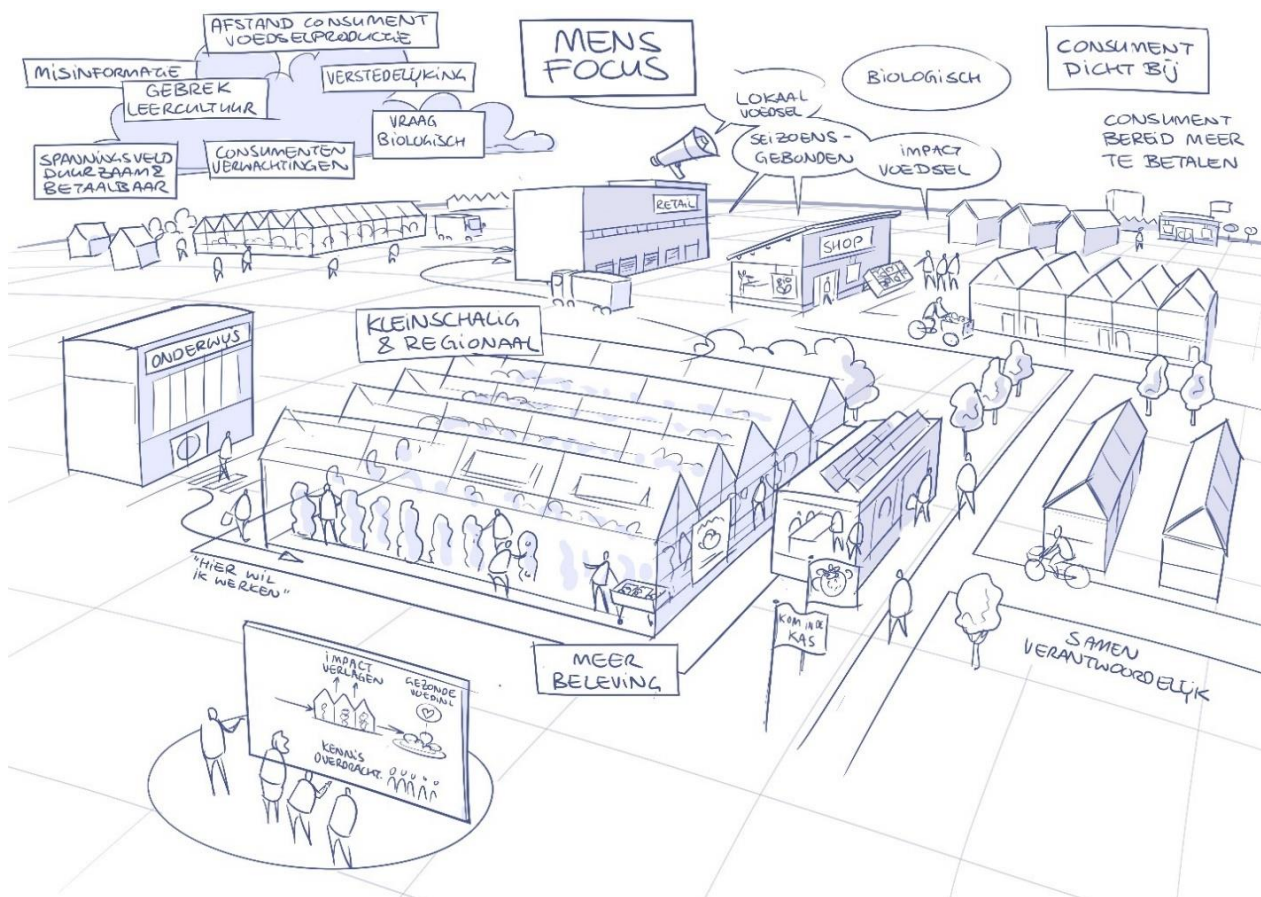 AFSTAND CONSUMENT
VOEDSELPRODUCTIE
MISINFORMATIE
GEBREK
LEERCULTUUR
VERSTEDELIJKING
VRAAG
BIOLOGISCH
SPANNINGSVELD
DUURZAAM &
BETAALBAAR
CONSUMENTEN
VERWACHTINGEN
MENS
FOCUS
LOKAAL
VOEDSEL
BIOLOGISCH
SEIZOENS-
GEBONDEN
IMPACT
VOEDSEL
CONSUMENT
DICHT BIJ
CONSUMENT
BEREID MEER
TE BETALEN
RETAIL
SHOP
ONDERWIJS
KLEINSCHALIG
& REGIONAAL
"HIER WIL
IK WERKEN"
MEER
BELEVING
KOM IN DE
KAS
SAMEN
VERANTWOORDELIJK
IMPACT
VERLAGEN
GEZONDE
VOEDING
KENNIS
OVERDRACHT